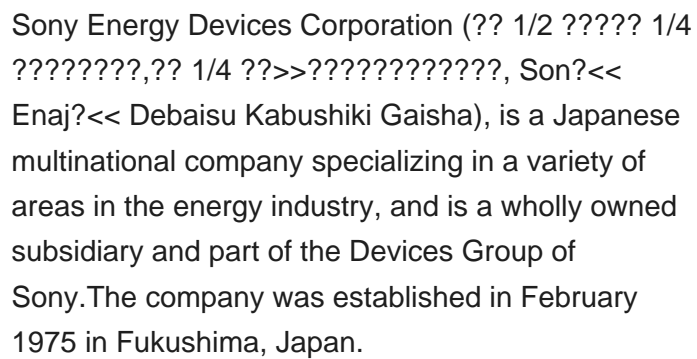 Sony Energy Devices Corporation (?? 1/2 ????? 1/4
????????,?? 1/4 ??>>????????????, Son?<<
Enaj?<< Debaisu Kabushiki Gaisha), is a Japanese
multinational company specializing in a variety of
areas in the energy industry, and is a wholly owned
subsidiary and part of the Devices Group of
Sony.The company was established in February
1975 in Fukushima, Japan.